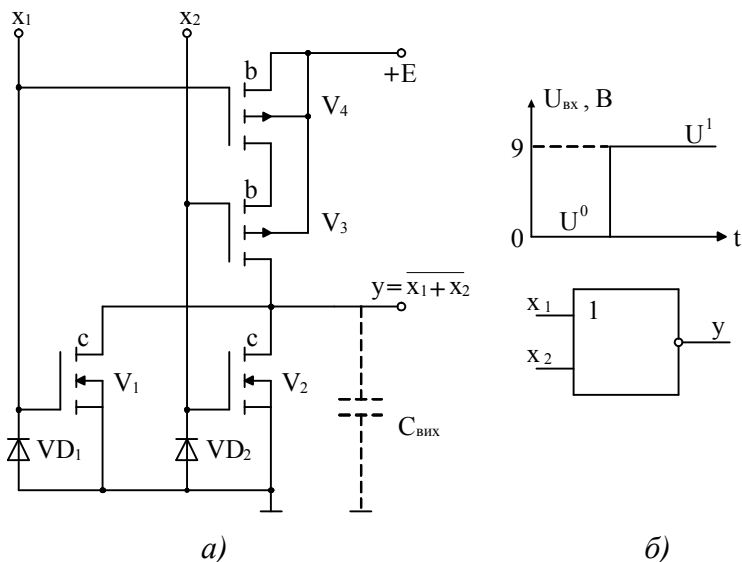 x₁
x₂
b
+E
V₄
b
V₃
y= x₁+ x₂
c
V₁
c
V₂
Cвих
VD₁
VD₂
а)
Uвх , В
9
U¹
U⁰
0
t
x₁
1
x₂
y
б)